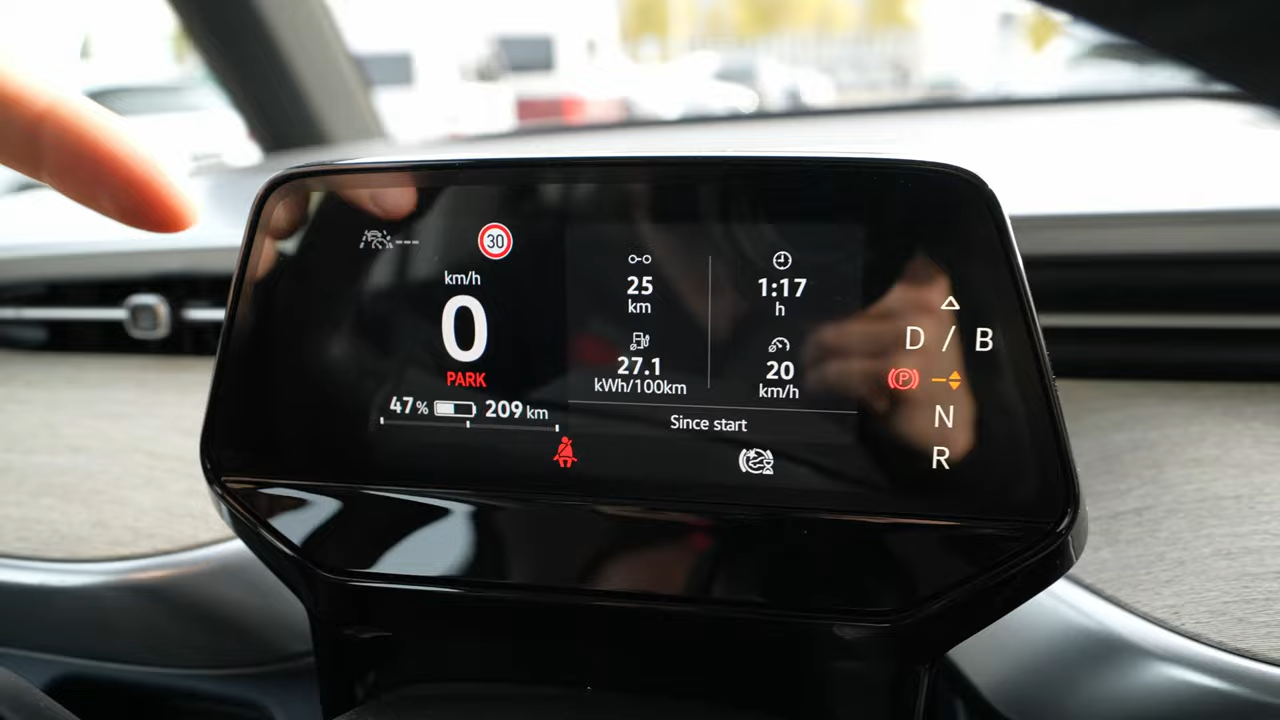 30
km/h
0
PARK
47% 209 km
25
km
1:17
h
27.1
kWh/100km
20
km/h
Since start
D / B
P
N
R